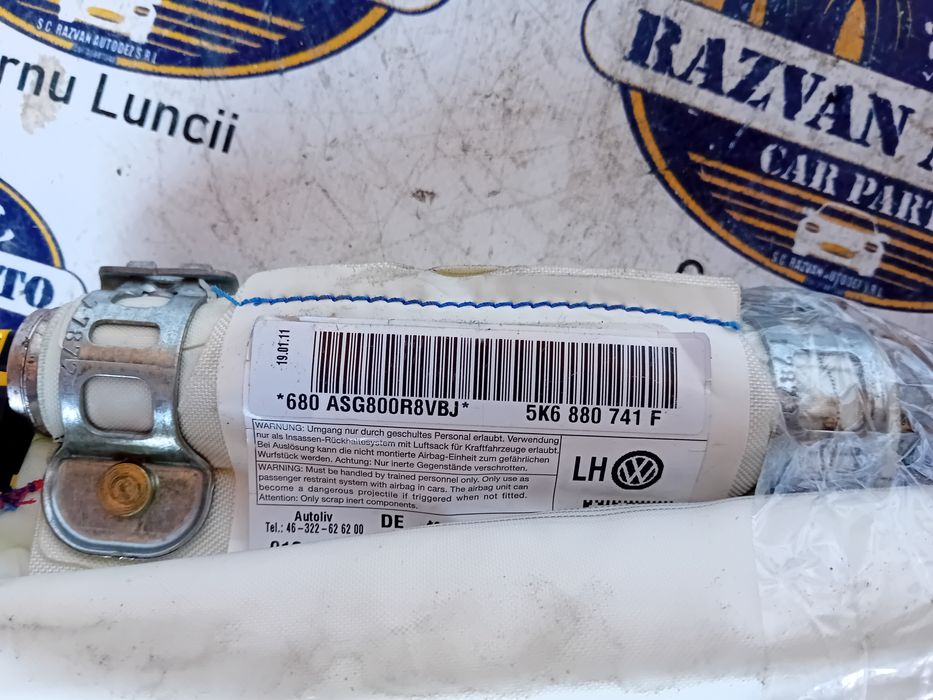 S.C. RAZVAN AUTODEZ S.R.L
rnu Luncii
RAZVAN
CAR PART
S.C. RAZVAN AUTODEZ S.R.L
19.01.11
*680 ASG800R8VBJ*
5K6 880 741 F
WARNUNG: Umgang nur durch geschultes Personal erlaubt. Verwendung
nur als Insassen-Rückhaltesystem mit Luftsack für Kraftfahrzeuge erlaubt.
Bei Auslösung kann die nicht montierte Airbag-Einheit zum gefährlichen
Wurfstück werden. Achtung: Nur inerte Gegenstände verschrotten.
WARNING: Must be handled by trained personnel only. Only use as
passenger restraint system with airbag in cars. The airbag unit can
become a dangerous projectile if triggered when not fitted.
Attention: Only scrap inert components.
LH
Autoliv
DE
Tel.: 46-322-62 62 00